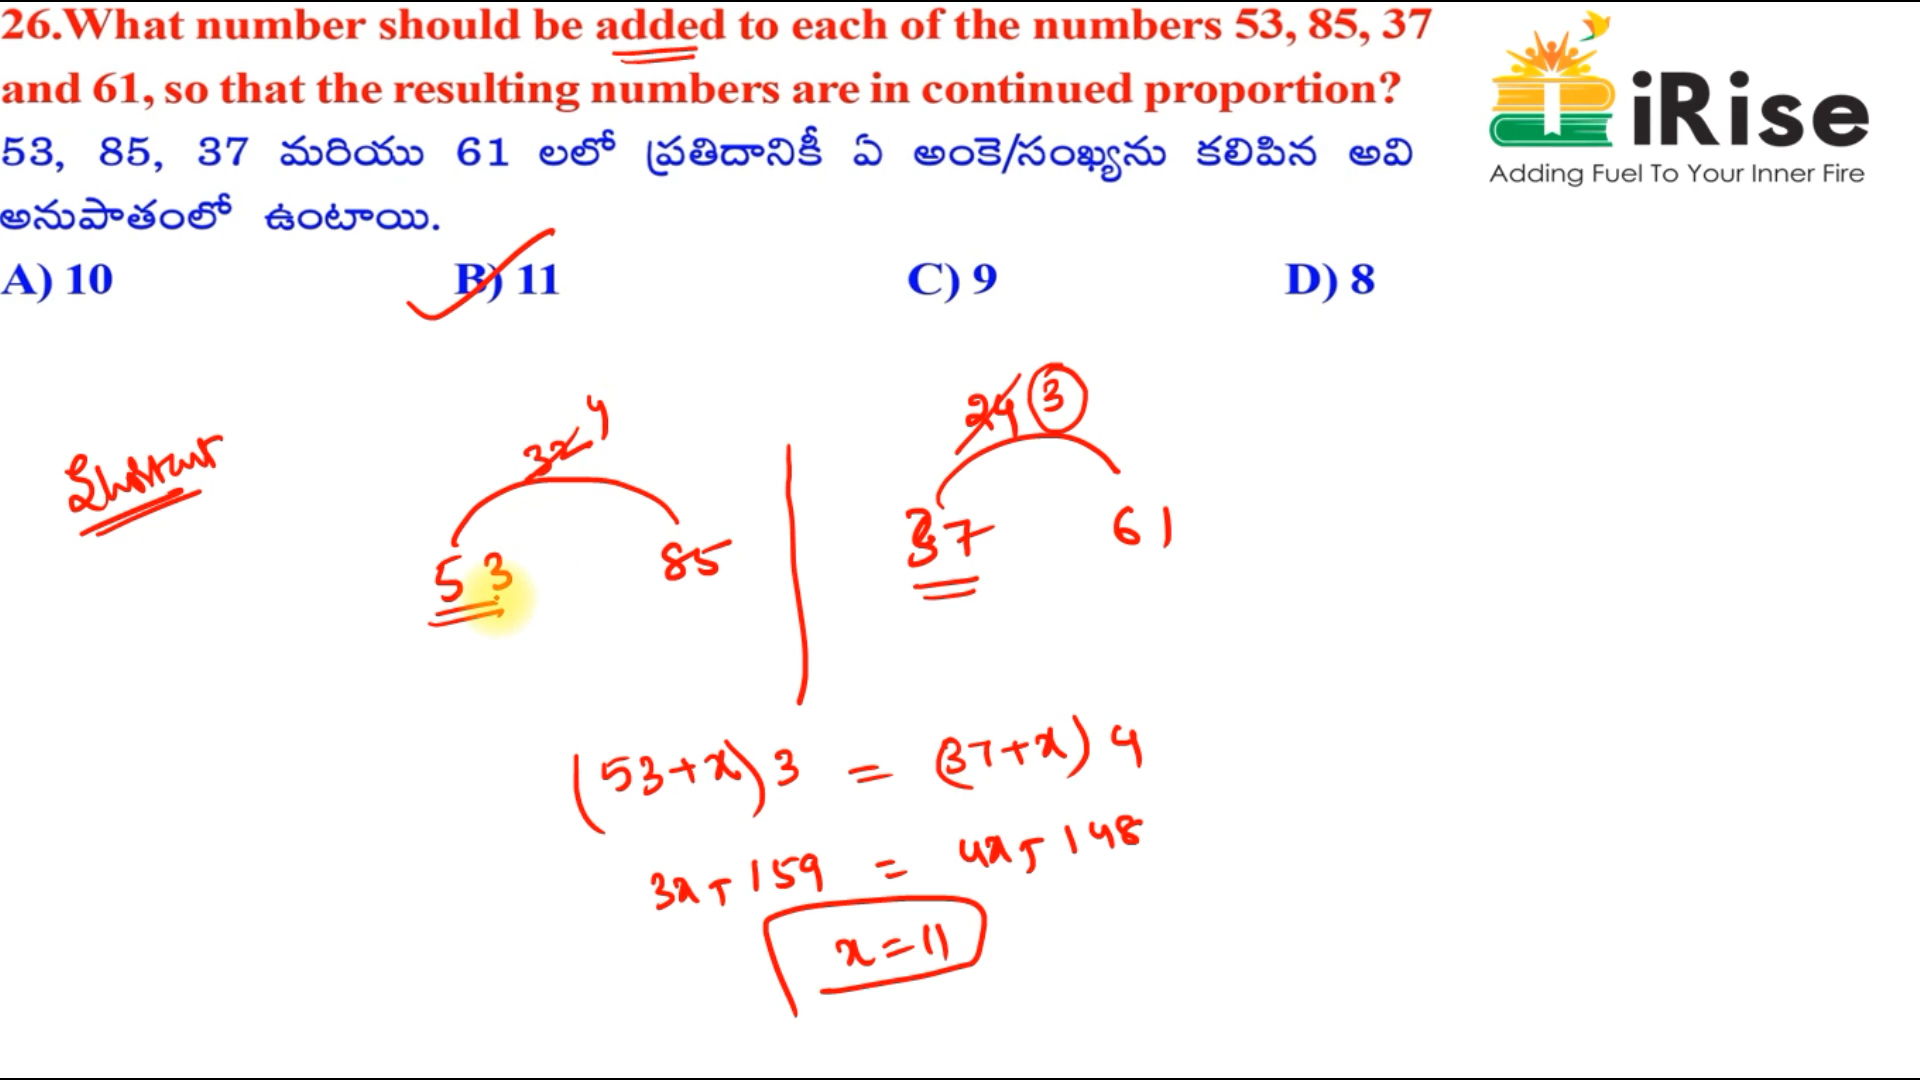 26.What number should be added to each of the numbers 53, 85, 37
and 61, so that the resulting numbers are in continued proportion?
53, 85, 37 మరియు 61 లలో ప్రతిదానికీ ఏ అంకె/సంఖ్యను కలిపిన అవి
అనుపాతంలో ఉంటాయి.
A) 10 B) 11 C) 9 D) 8
iRise
Adding Fuel To Your Inner Fire
Shortcut
32 4 24 3
53 85 37 61
(53+x)3 = (37+x)4
3x+159 = 4x+148
x=11